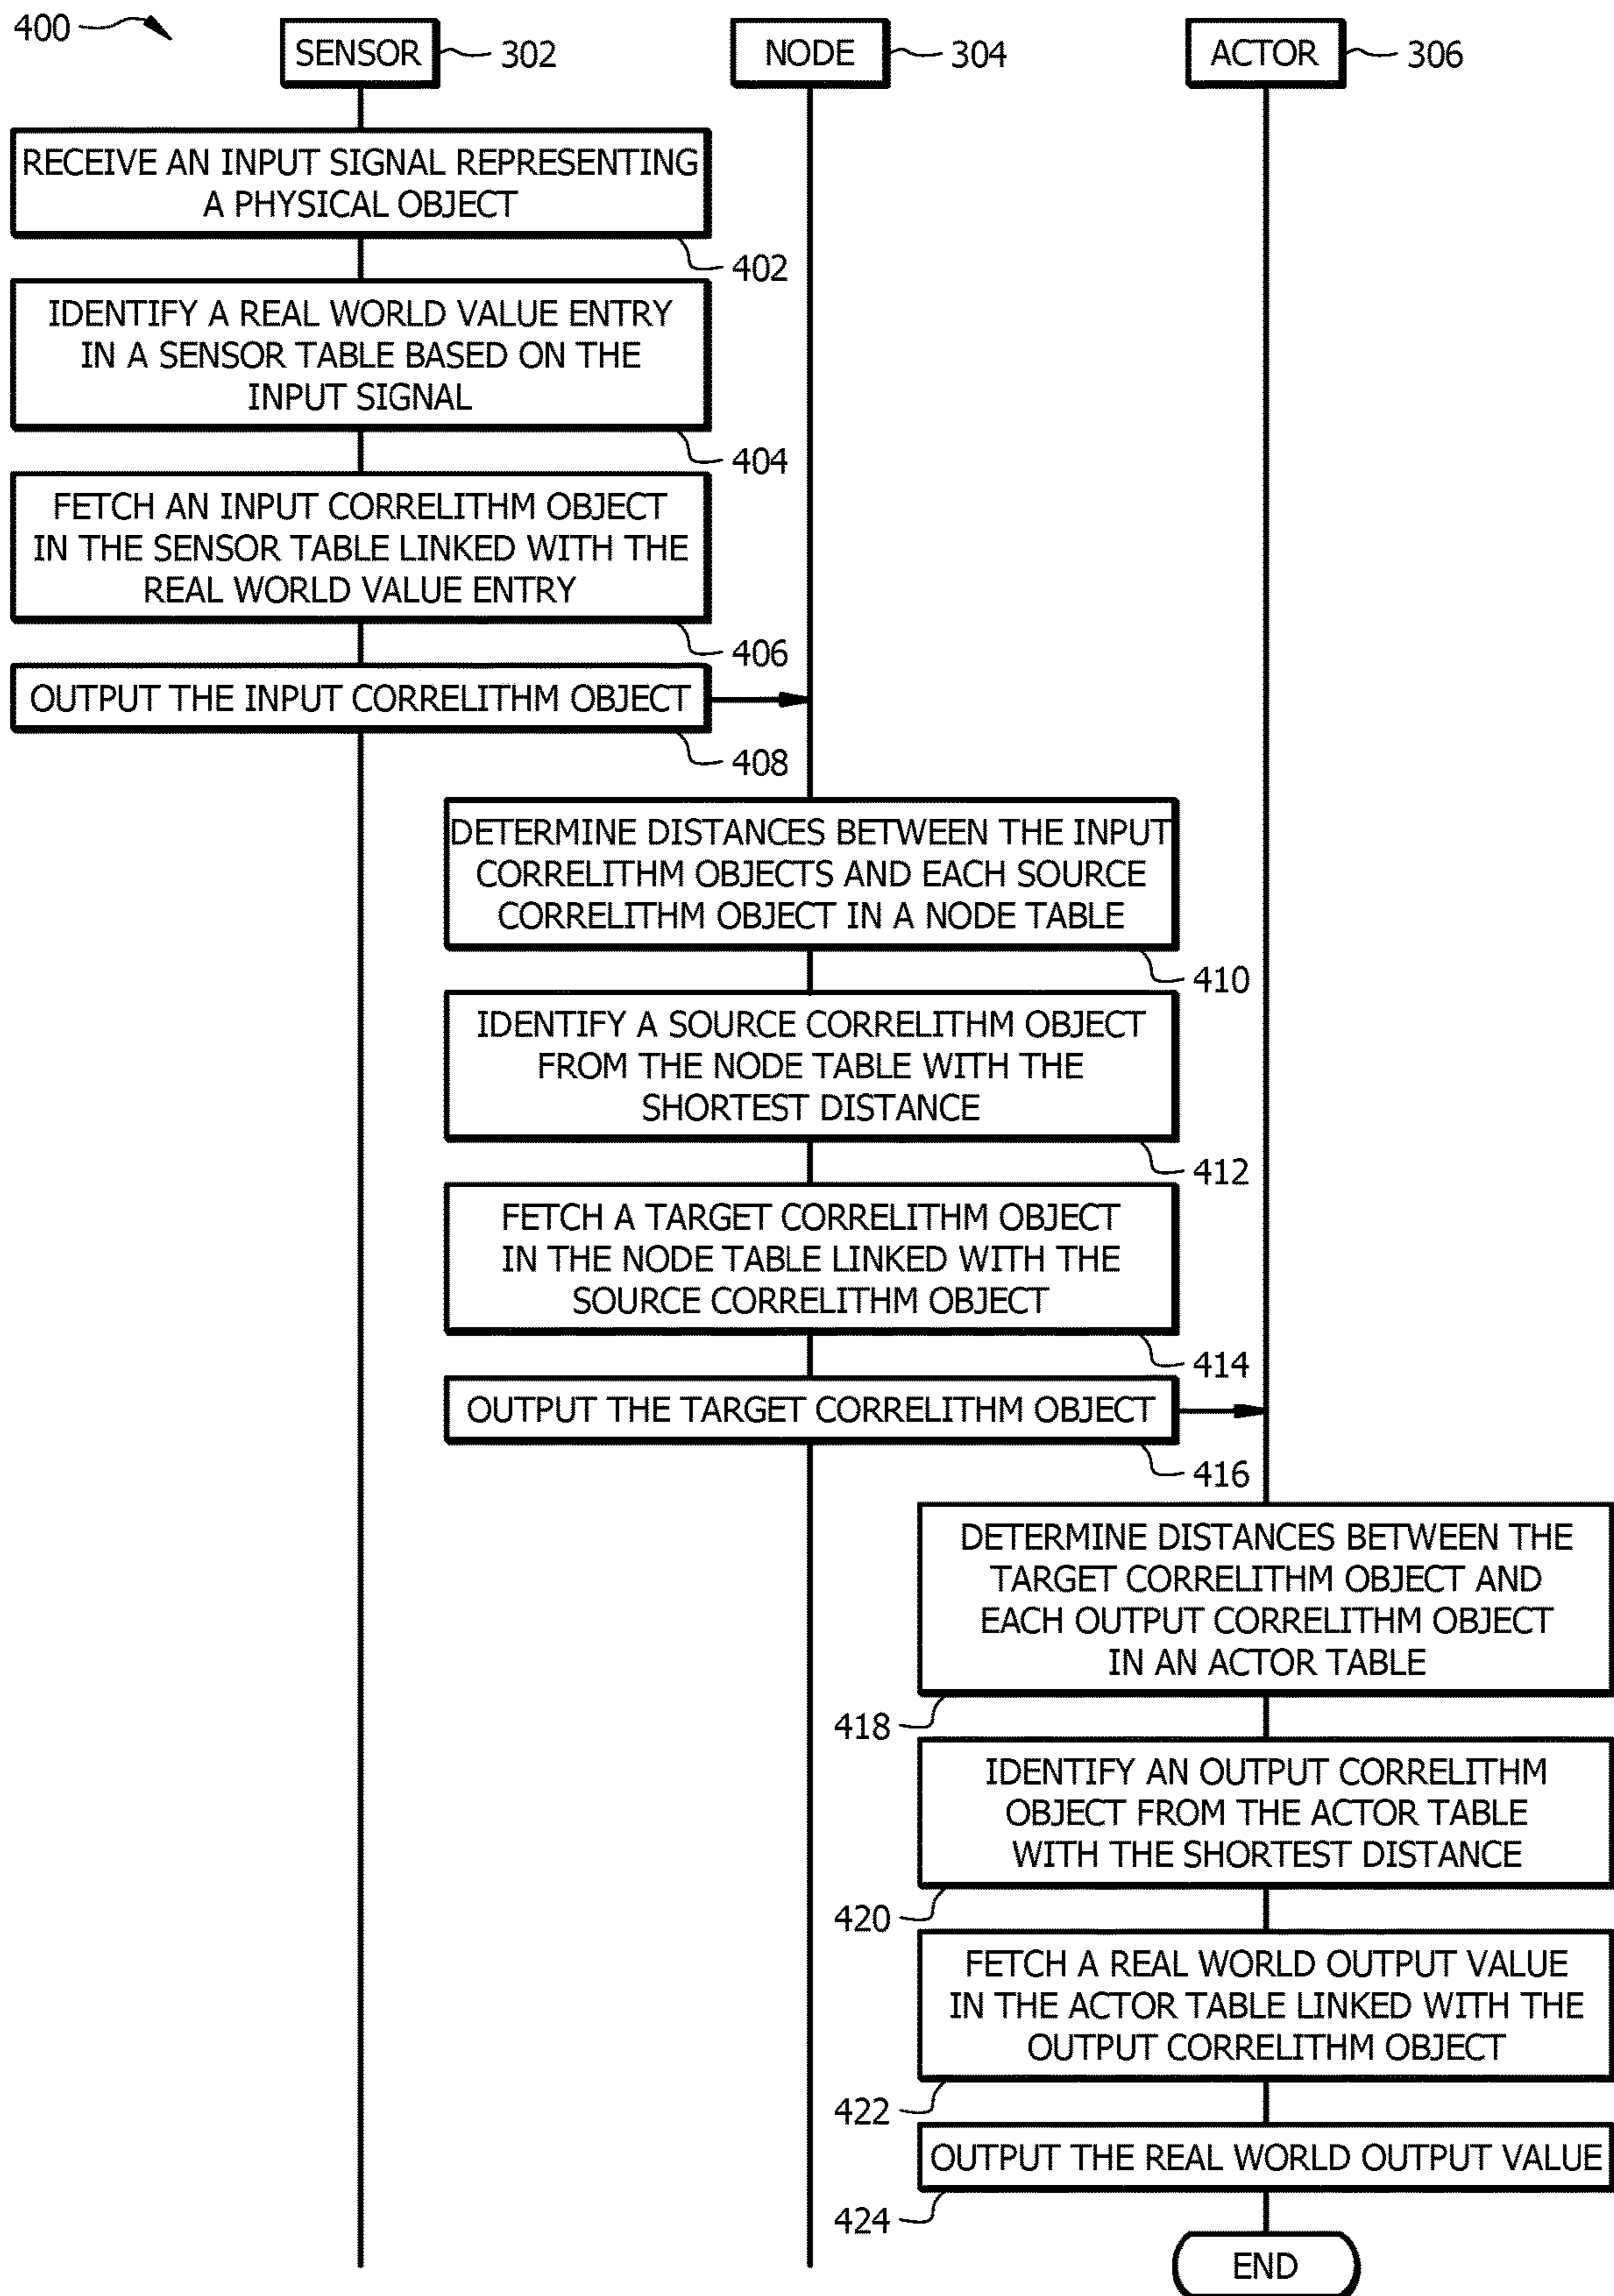 400
SENSOR
302
NODE
304
ACTOR
306
RECEIVE AN INPUT SIGNAL REPRESENTING
A PHYSICAL OBJECT
402
IDENTIFY A REAL WORLD VALUE ENTRY
IN A SENSOR TABLE BASED ON THE
INPUT SIGNAL
404
FETCH AN INPUT CORRELITHM OBJECT
IN THE SENSOR TABLE LINKED WITH THE
REAL WORLD VALUE ENTRY
406
OUTPUT THE INPUT CORRELITHM OBJECT
408
DETERMINE DISTANCES BETWEEN THE INPUT
CORRELITHM OBJECTS AND EACH SOURCE
CORRELITHM OBJECT IN A NODE TABLE
410
IDENTIFY A SOURCE CORRELITHM OBJECT
FROM THE NODE TABLE WITH THE
SHORTEST DISTANCE
412
FETCH A TARGET CORRELITHM OBJECT
IN THE NODE TABLE LINKED WITH THE
SOURCE CORRELITHM OBJECT
414
OUTPUT THE TARGET CORRELITHM OBJECT
416
DETERMINE DISTANCES BETWEEN THE
TARGET CORRELITHM OBJECT AND
EACH OUTPUT CORRELITHM OBJECT
IN AN ACTOR TABLE
418
IDENTIFY AN OUTPUT CORRELITHM
OBJECT FROM THE ACTOR TABLE
WITH THE SHORTEST DISTANCE
420
FETCH A REAL WORLD OUTPUT VALUE
IN THE ACTOR TABLE LINKED WITH THE
OUTPUT CORRELITHM OBJECT
422
OUTPUT THE REAL WORLD OUTPUT VALUE
424
END